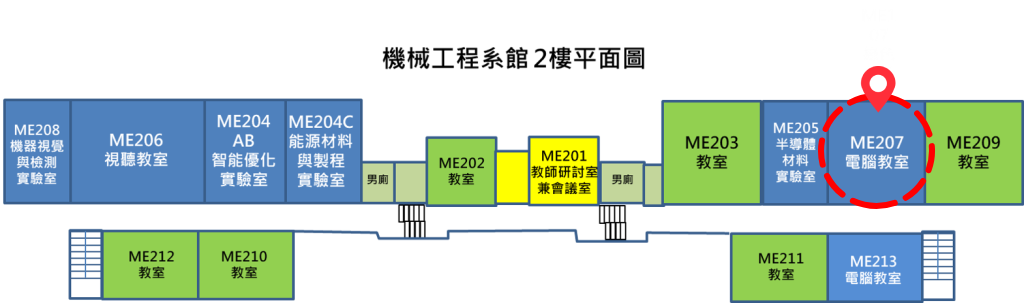 機械工程系館 2樓平面圖
ME208
機器視覺
與檢測
實驗室
ME206
視聽教室
ME204
AB
智能優化
實驗室
ME204C
能源材料
與製程
實驗室
男廁
ME202
教室
ME201
教師研討室
兼會議室
男廁
ME203
教室
ME205
半導體
材料
實驗室
ME207
電腦教室
ME209
教室
ME212
教室
ME210
教室
ME211
教室
ME213
電腦教室